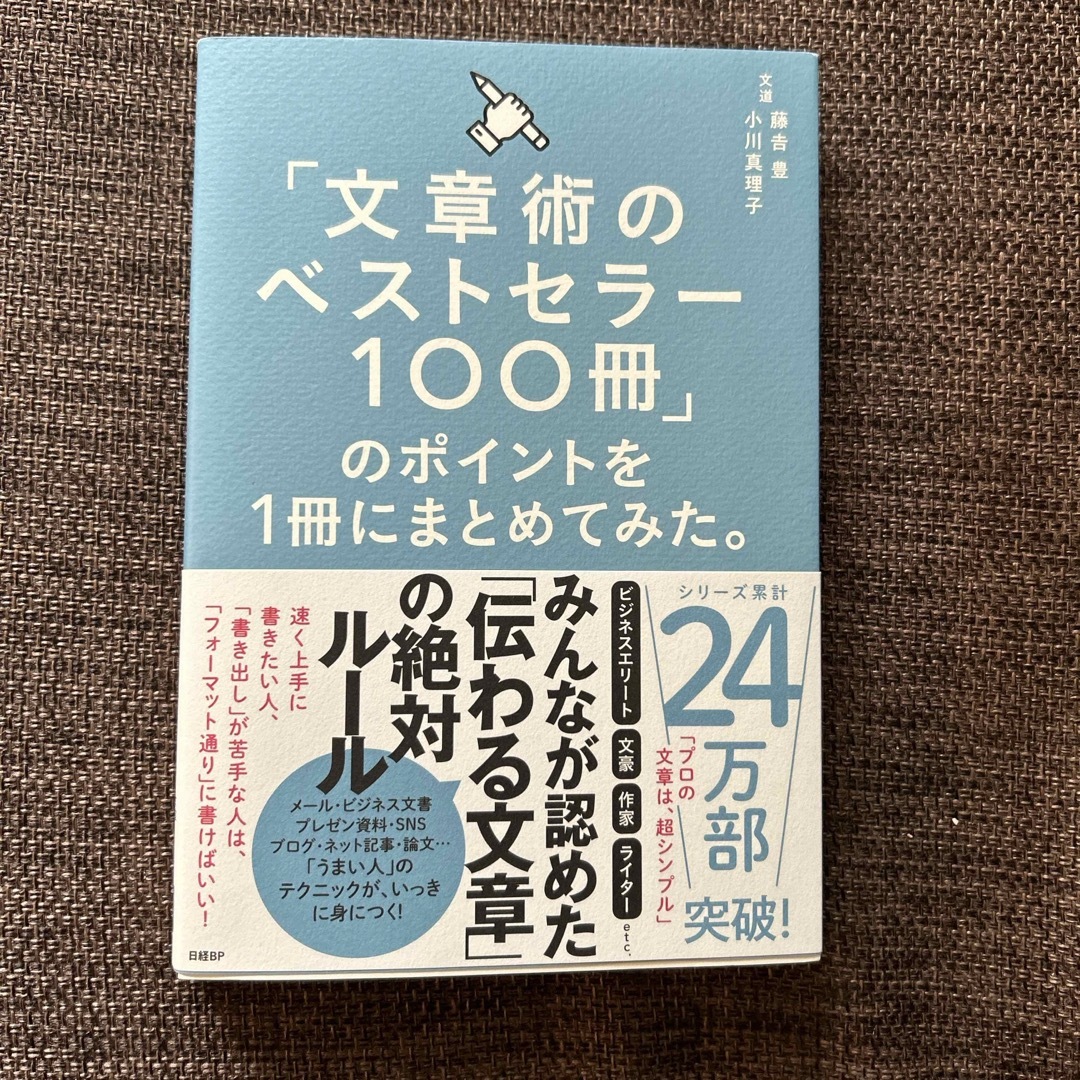 文道
藤𠮷 豊
小川真理子
「文章術の
ベストセラー
1〇〇冊」
のポイントを
1冊にまとめてみた。
シリーズ累計
24
万部
突破!
「プロの
文章は、超シンプル」
ビジネスエリート
文豪
作家
ライター
etc.
みんなが認めた
「伝わる文章」
の絶対
ルール
メール・ビジネス文書
プレゼン資料・SNS
ブログ・ネット記事・論文…
「うまい人」の
テクニックが、いっき
に身につく!
速く上手に
書きたい人、
「書き出し」が苦手な人は、
「フォーマット通り」に書けばいい!
日経BP